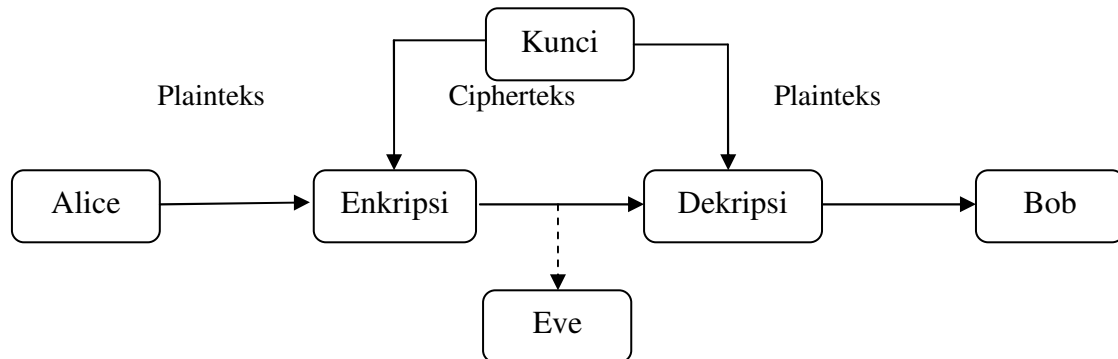 Kunci
Plainteks Cipherteks Plainteks
Alice Enkripsi Dekripsi Bob
Eve